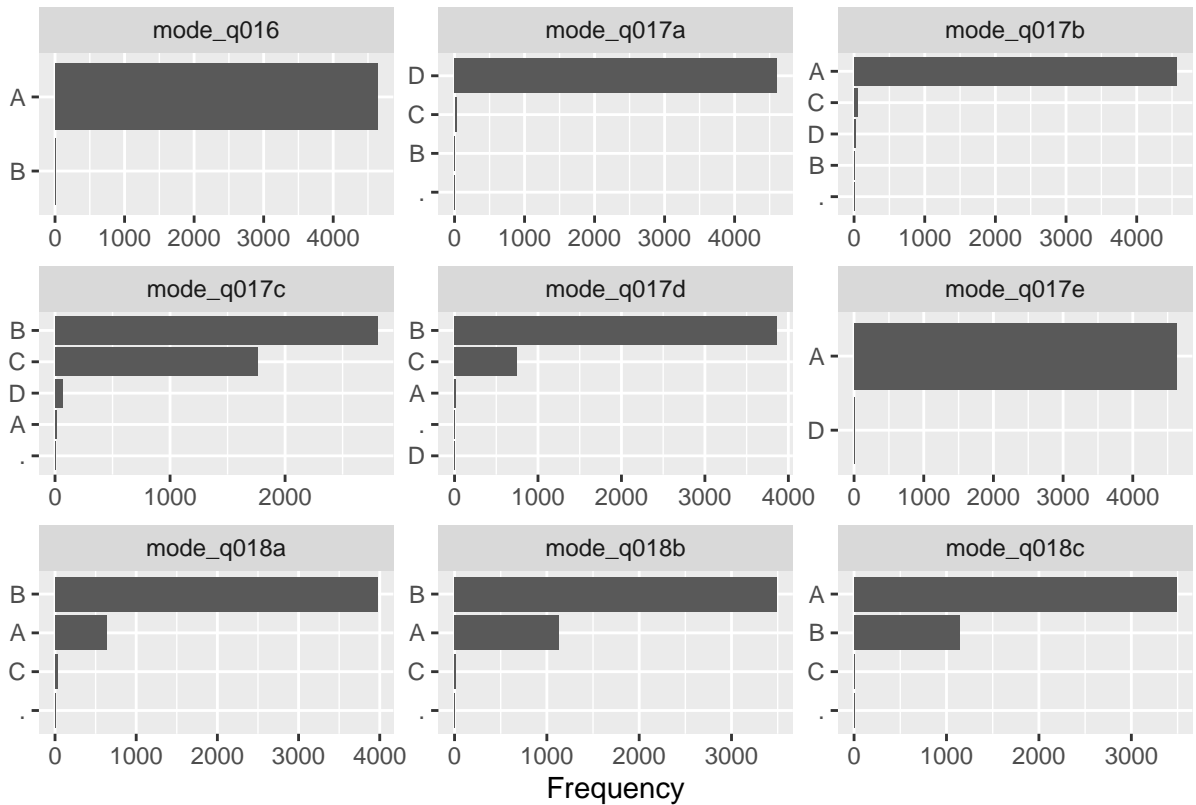 mode_q016 mode_q017a mode_q017b
A
B
0 1000 2000 3000 4000
D
C
B
.
0 1000 2000 3000 4000
A
C
D
B
.
0 1000 2000 3000 4000
mode_q017c mode_q017d mode_q017e
B
C
D
A
.
0 1000 2000
B
C
A
.
D
0 1000 2000 3000 4000
A
D
0 1000 2000 3000 4000
mode_q018a mode_q018b mode_q018c
B
A
C
.
0 1000 2000 3000 4000
B
A
C
.
0 1000 2000 3000
A
B
C
.
0 1000 2000 3000
Frequency